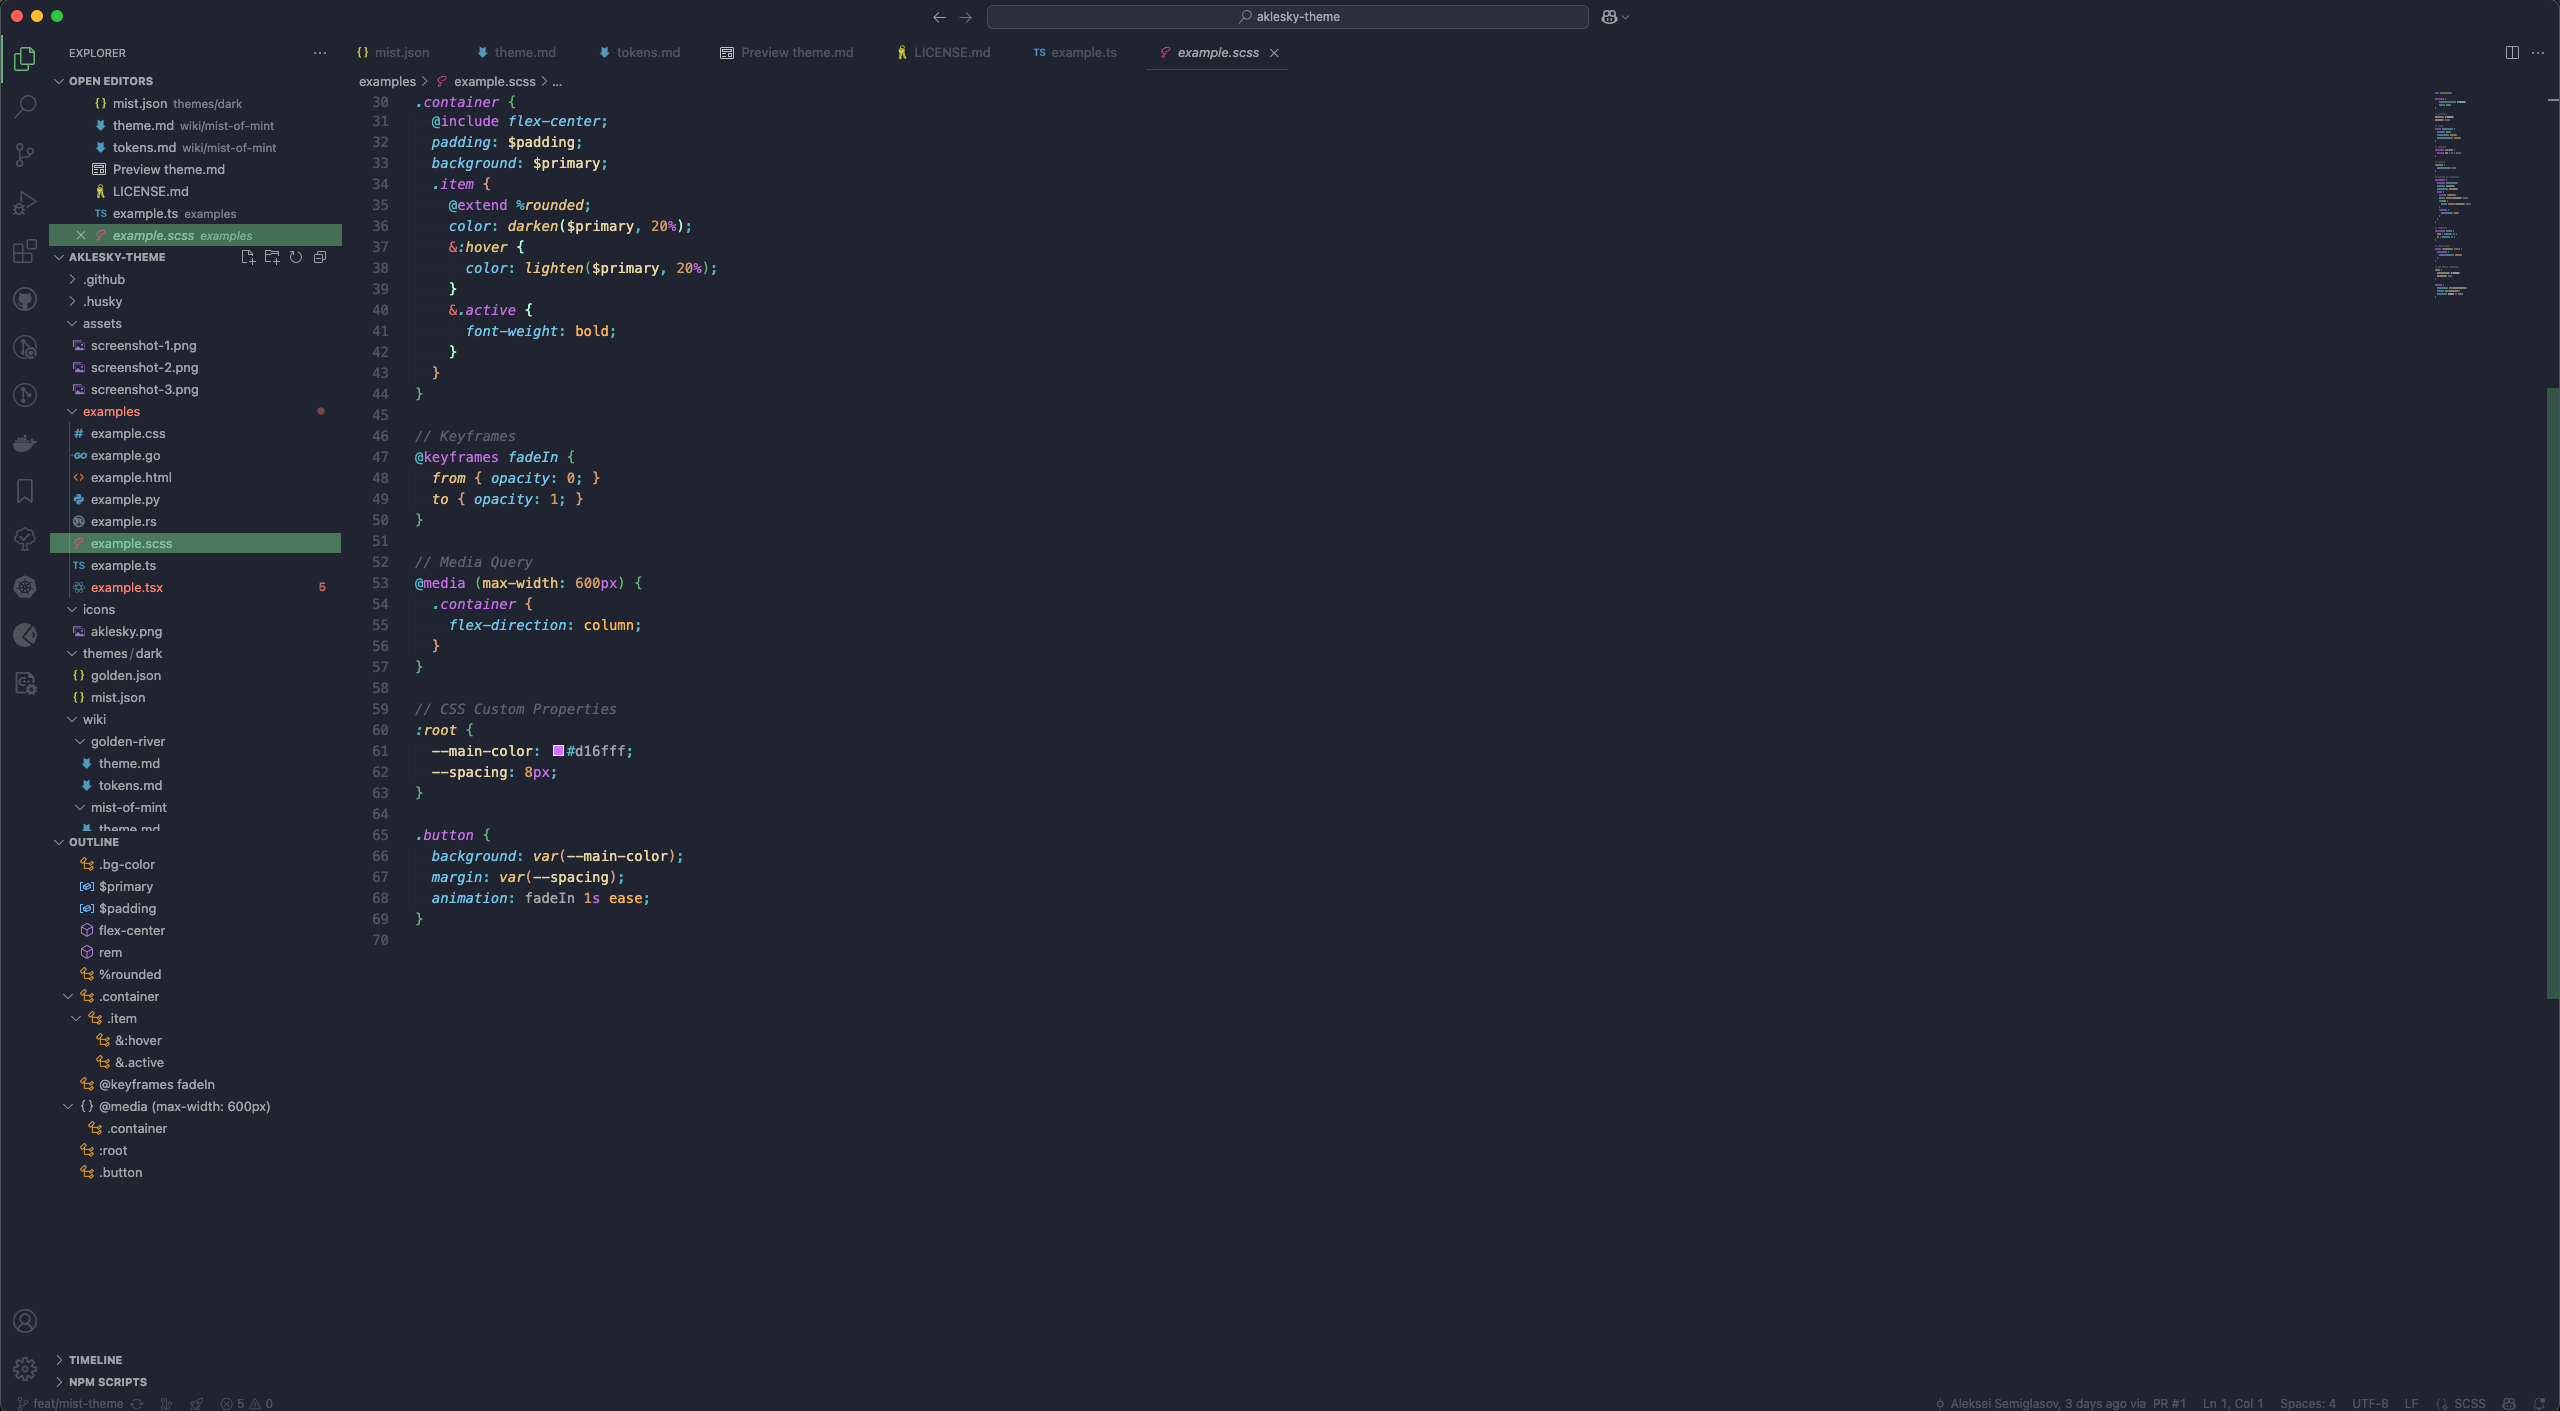 aklesky-theme
EXPLORER
OPEN EDITORS
mist.json themes/dark
theme.md wiki/mist-of-mint
tokens.md wiki/mist-of-mint
Preview theme.md
LICENSE.md
TS example.ts examples
example.scss examples
AKLESKY-THEME
.github
.husky
assets
screenshot-1.png
screenshot-2.png
screenshot-3.png
examples
# example.css
GO example.go
<> example.html
example.py
example.rs
example.scss
TS example.ts
example.tsx 5
icons
aklesky.png
themes/dark
{} golden.json
{} mist.json
wiki
golden-river
theme.md
tokens.md
mist-of-mint
theme.md
OUTLINE
.bg-color
$primary
$padding
flex-center
rem
%rounded
.container
.item
&:hover
&.active
@keyframes fadeIn
{} @media (max-width: 600px)
.container
:root
.button
TIMELINE
NPM SCRIPTS
{} mist.json theme.md tokens.md Preview theme.md LICENSE.md TS example.ts example.scss
examples > example.scss > ...
30 .container {
31 @include flex-center;
32 padding: $padding;
33 background: $primary;
34 .item {
35 @extend %rounded;
36 color: darken($primary, 20%);
37 &:hover {
38 color: lighten($primary, 20%);
39 }
40 &.active {
41 font-weight: bold;
42 }
43 }
44 }
45
46 // Keyframes
47 @keyframes fadeIn {
48 from { opacity: 0; }
49 to { opacity: 1; }
50 }
51
52 // Media Query
53 @media (max-width: 600px) {
54 .container {
55 flex-direction: column;
56 }
57 }
58
59 // CSS Custom Properties
60 :root {
61 --main-color: #d16fff;
62 --spacing: 8px;
63 }
64
65 .button {
66 background: var(--main-color);
67 margin: var(--spacing);
68 animation: fadeIn 1s ease;
69 }
70
feat/mist-theme 5 0 Aleksei Semiglasov, 3 days ago via PR #1 Ln 1, Col 1 Spaces: 4 UTF-8 LF SCSS